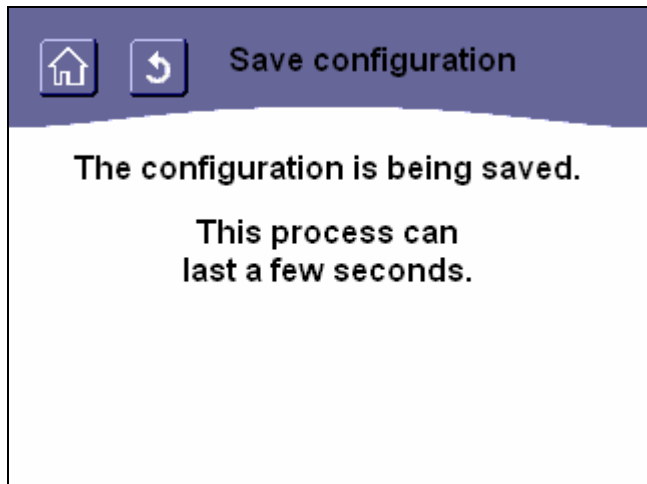 Save configuration
The configuration is being saved.
This process can
last a few seconds.